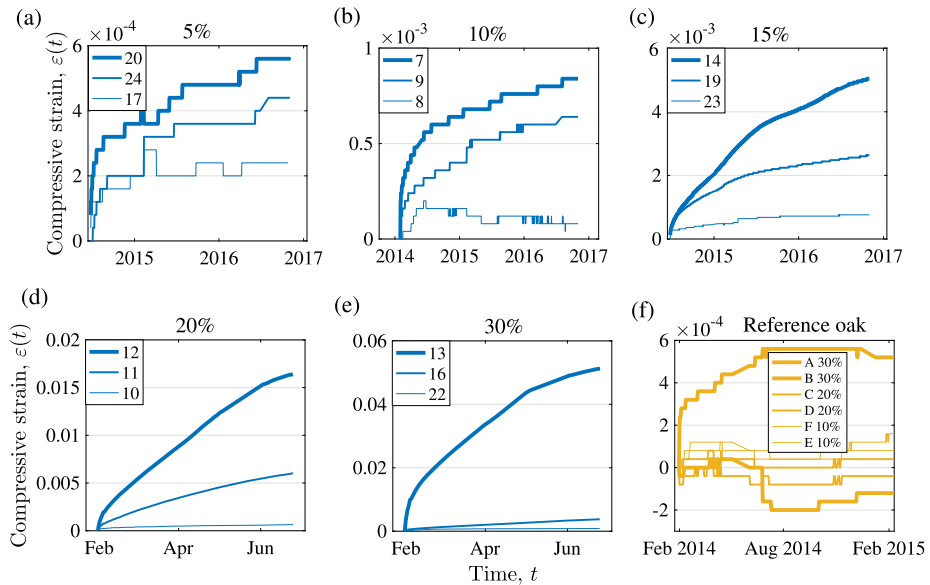 (a)
×10⁻⁴
5%
6
4
2
0
20
24
17
2015
2016
2017
Compressive strain, ε(t)
(b)
×10⁻³
10%
1
0.5
0
7
9
8
2014
2015
2016
2017
(c)
×10⁻³
15%
6
4
2
0
14
19
23
2015
2016
2017
(d)
20%
0.02
0.015
0.01
0.005
0
12
11
10
Feb
Apr
Jun
Compressive strain, ε(t)
(e)
30%
0.06
0.04
0.02
0
13
16
22
Feb
Apr
Jun
Time, t
(f)
×10⁻⁴
Reference oak
6
4
2
0
-2
A 30%
B 30%
C 20%
D 20%
F 10%
E 10%
Feb 2014
Aug 2014
Feb 2015